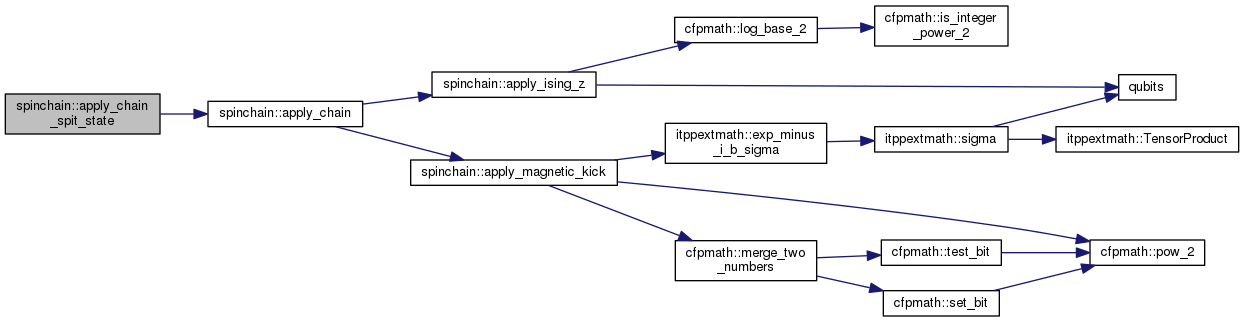 spinchain::apply_chain
_spit_state
spinchain::apply_chain
spinchain::apply_ising_z
spinchain::apply_magnetic_kick
cfpmath::log_base_2
itppextmath::exp_minus
_i_b_sigma
cfpmath::merge_two
_numbers
cfpmath::is_integer
_power_2
itppextmath::sigma
cfpmath::test_bit
cfpmath::set_bit
qubits
itppextmath::TensorProduct
cfpmath::pow_2